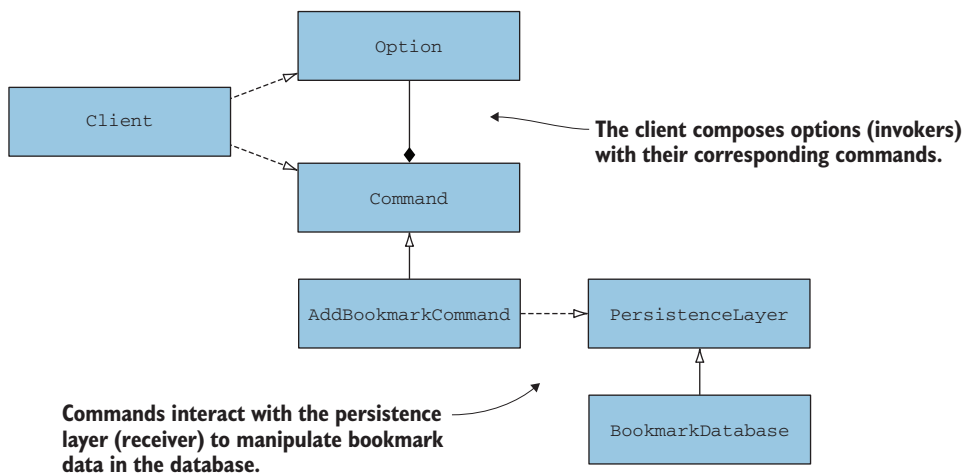 Option
Client
The client composes options (invokers)
with their corresponding commands.
Command
AddBookmarkCommand
PersistenceLayer
Commands interact with the persistence
layer (receiver) to manipulate bookmark
data in the database.
BookmarkDatabase